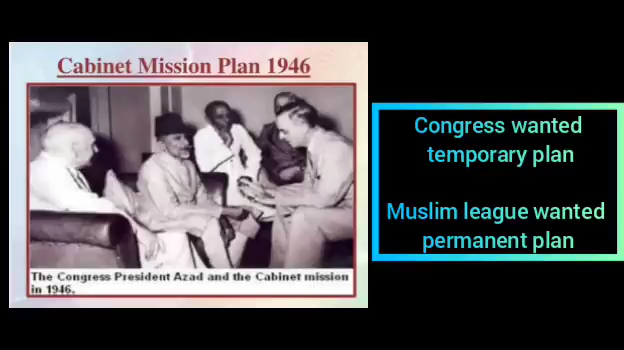 Cabinet Mission Plan 1946
The Congress President Azad and the Cabinet mission
in 1946.
Congress wanted
temporary plan
Muslim league wanted
permanent plan